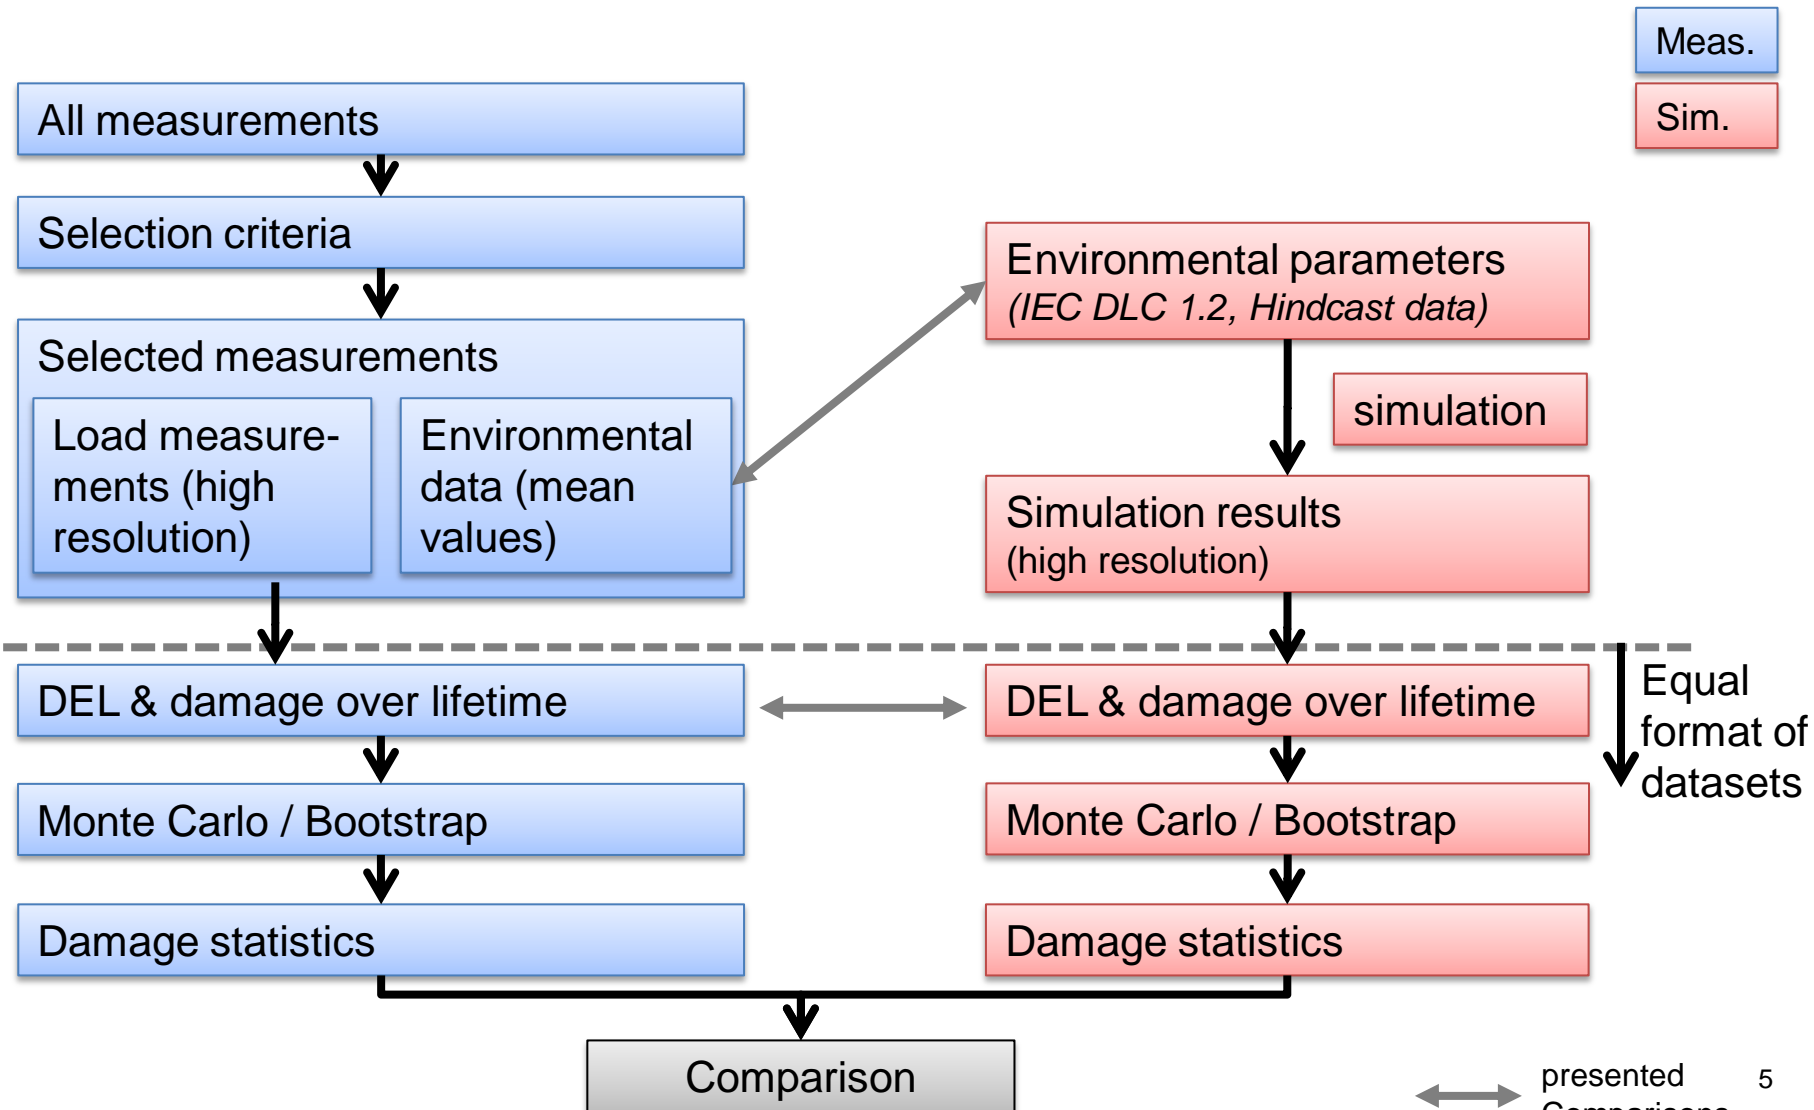 Meas.
Sim.
All measurements
Selection criteria
Selected measurements
Load measure-
ments (high
resolution)
Environmental
data (mean
values)
Environmental parameters
(IEC DLC 1.2, Hindcast data)
simulation
Simulation results
(high resolution)
DEL & damage over lifetime
Monte Carlo / Bootstrap
Damage statistics
DEL & damage over lifetime
Monte Carlo / Bootstrap
Damage statistics
Equal
format of
datasets
Comparison
presented
Comparisons
5